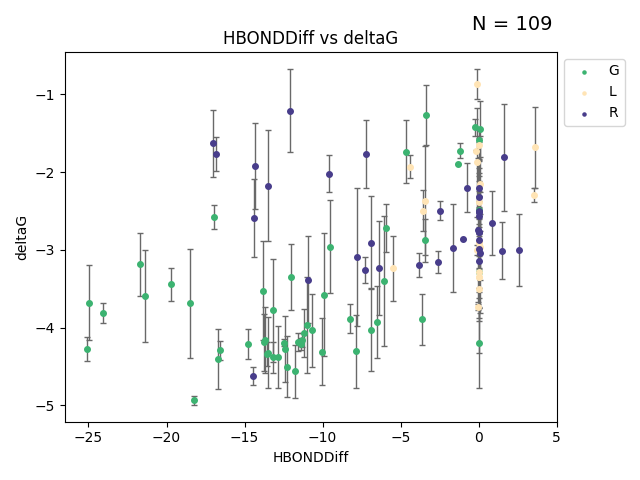 N = 109
HBONDDiff vs deltaG
G
L
R
deltaG
−1
−2
−3
−4
−5
−25
−20
−15
−10
−5
0
5
HBONDDiff